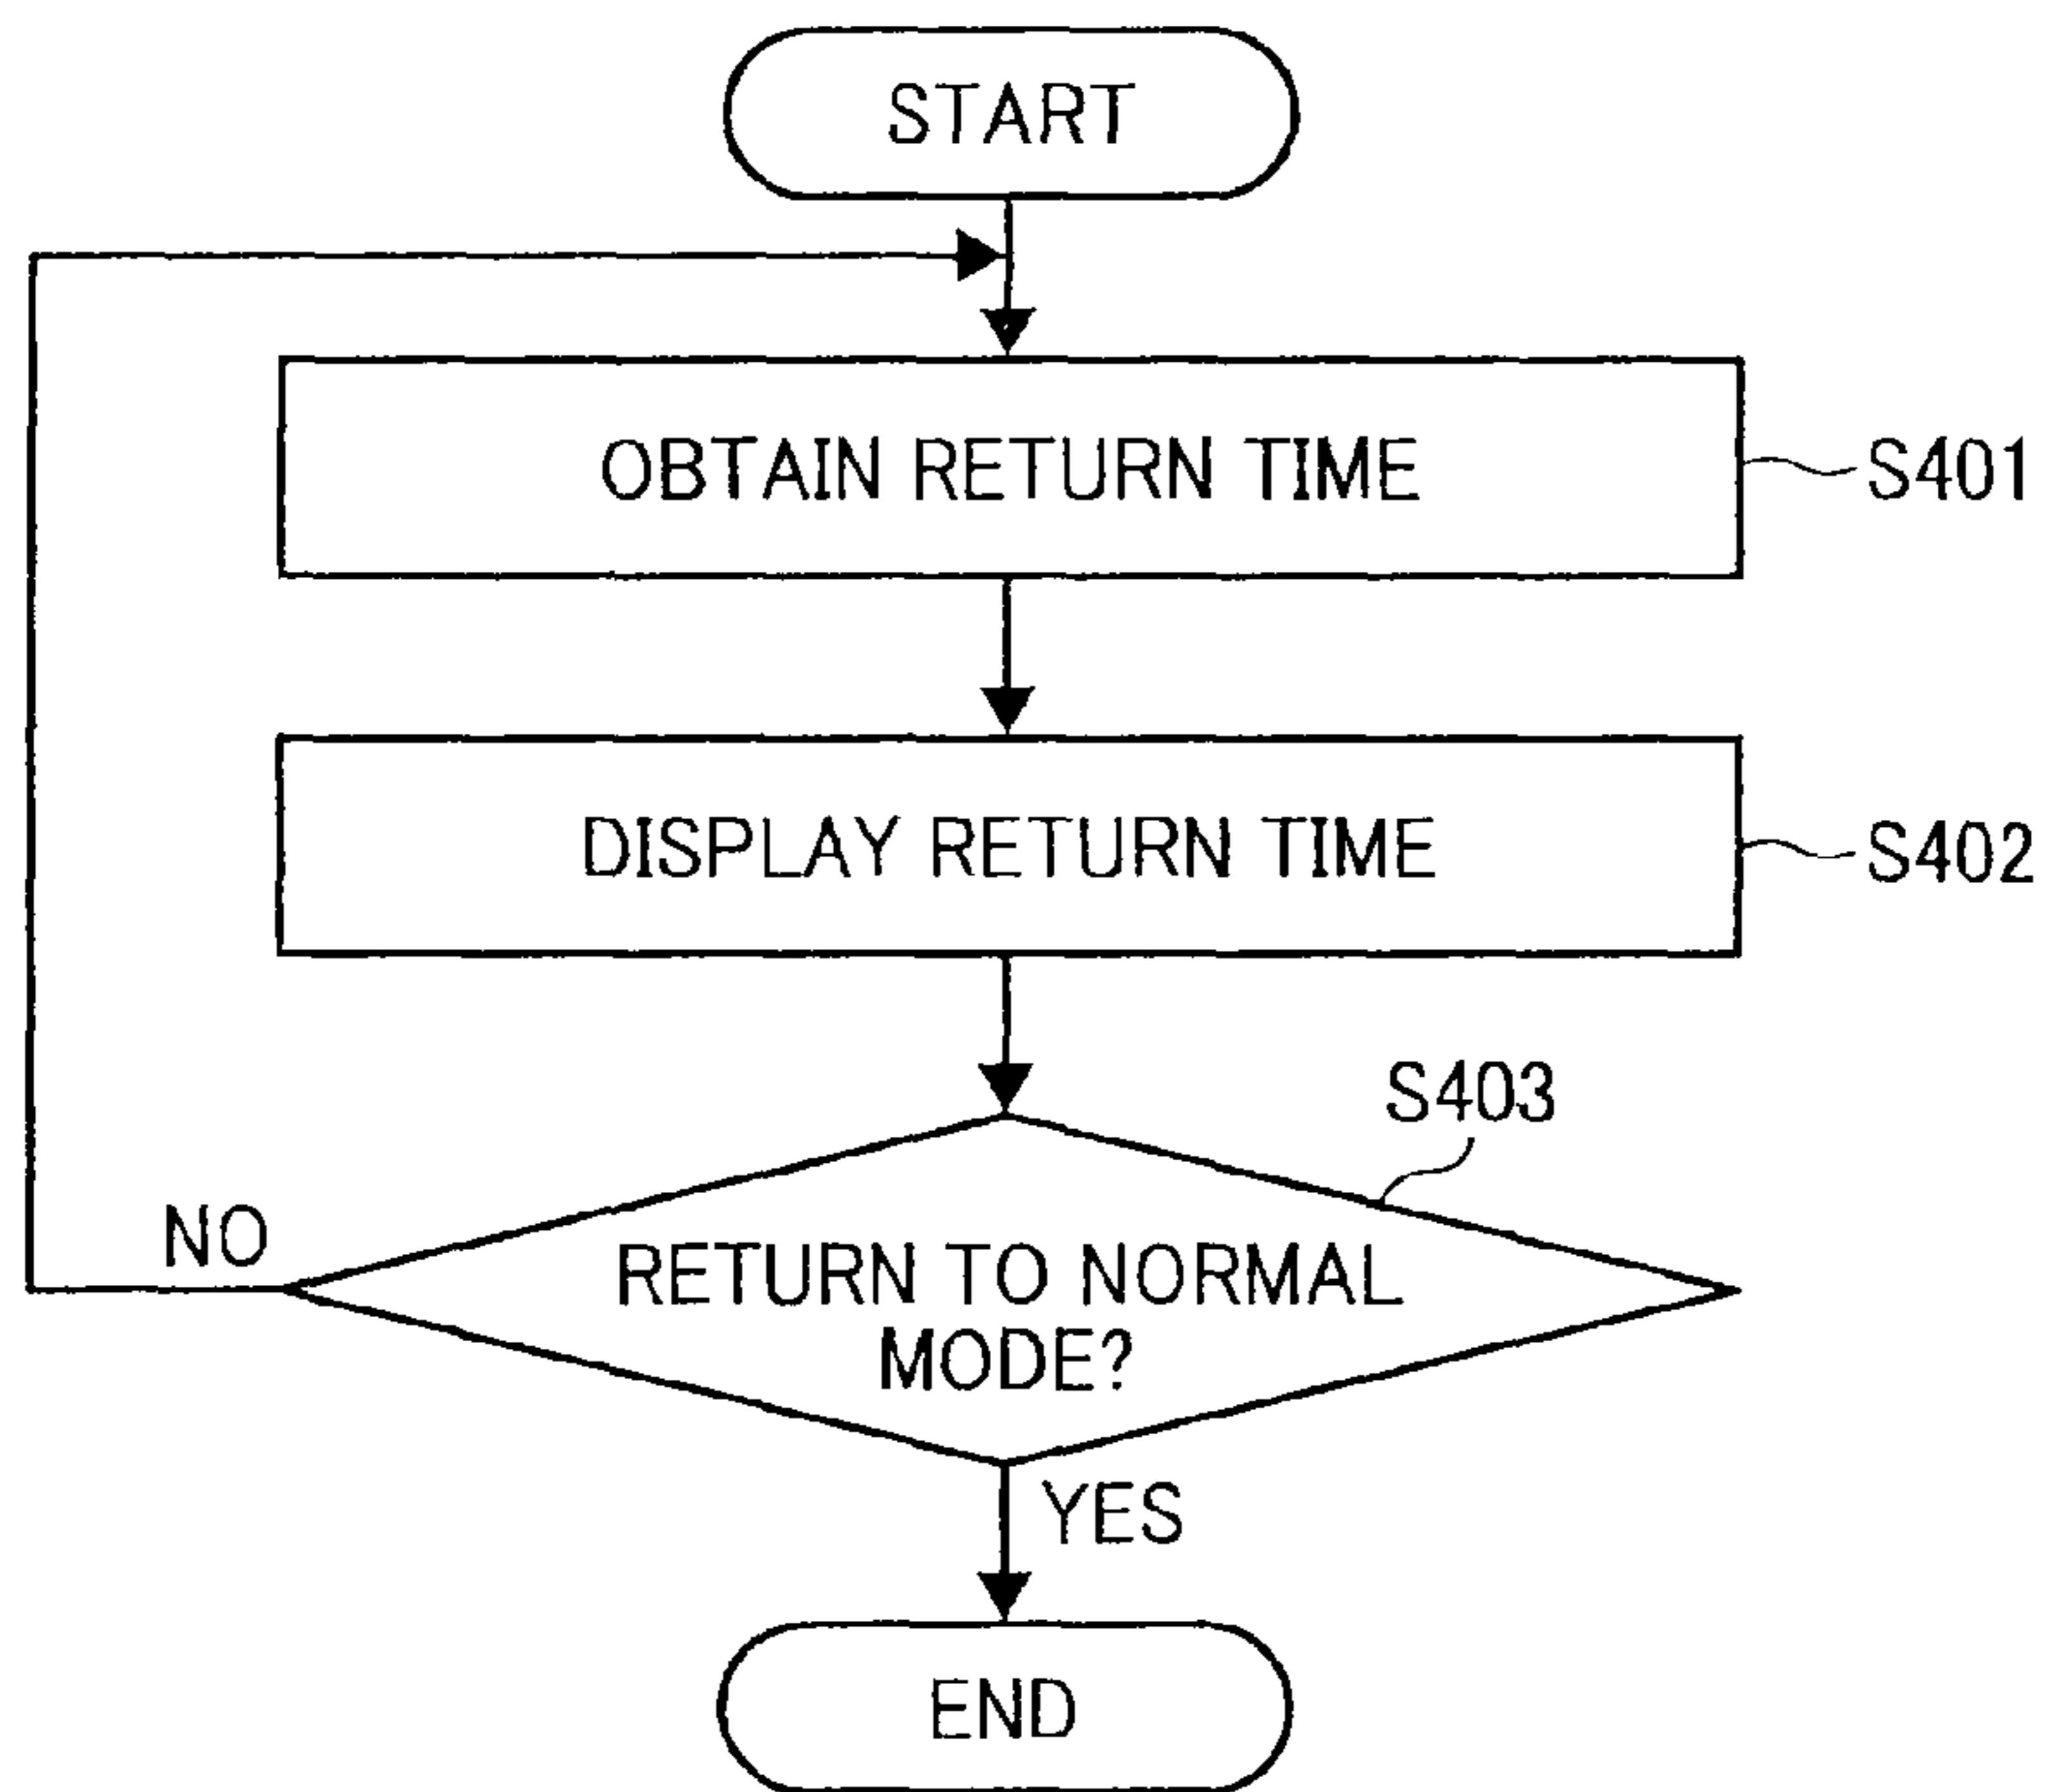 START
OBTAIN RETURN TIME
S401
DISPLAY RETURN TIME
S402
S403
NO
RETURN TO NORMAL
MODE?
YES
END